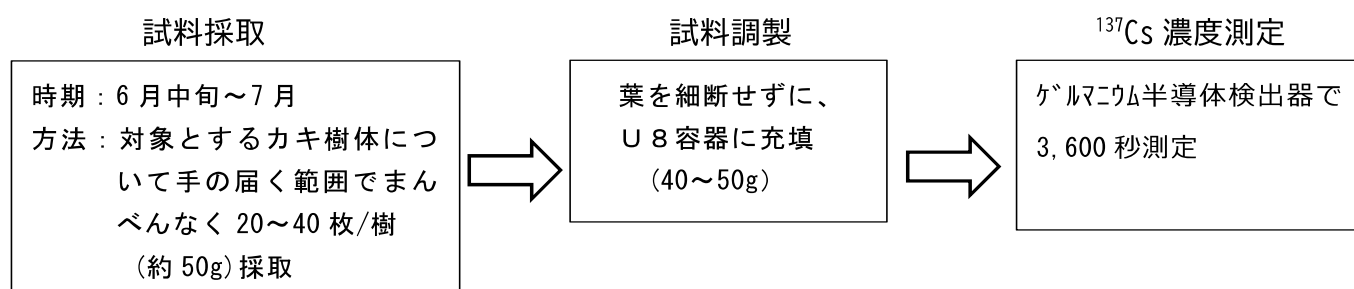 試料採取
時期：6月中旬～7月
方法：対象とするカキ樹体につ
いて手の届く範囲でまん
べんなく20～40枚/樹
(約50g)採取
試料調製
葉を細断せずに、
Ｕ８容器に充填
(40～50g)
¹³⁷Cs濃度測定
ｹﾞﾙﾏﾆｳﾑ半導体検出器で
3,600秒測定